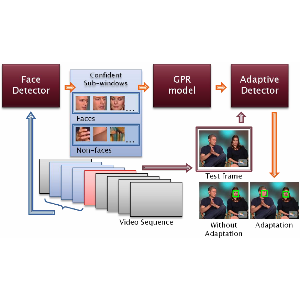 Face
Detector
Confident
Sub-windows
...
Faces
...
Non-faces
GPR
model
Adaptive
Detector
Test frame
Video Sequence
Without
Adaptation
Adaptation